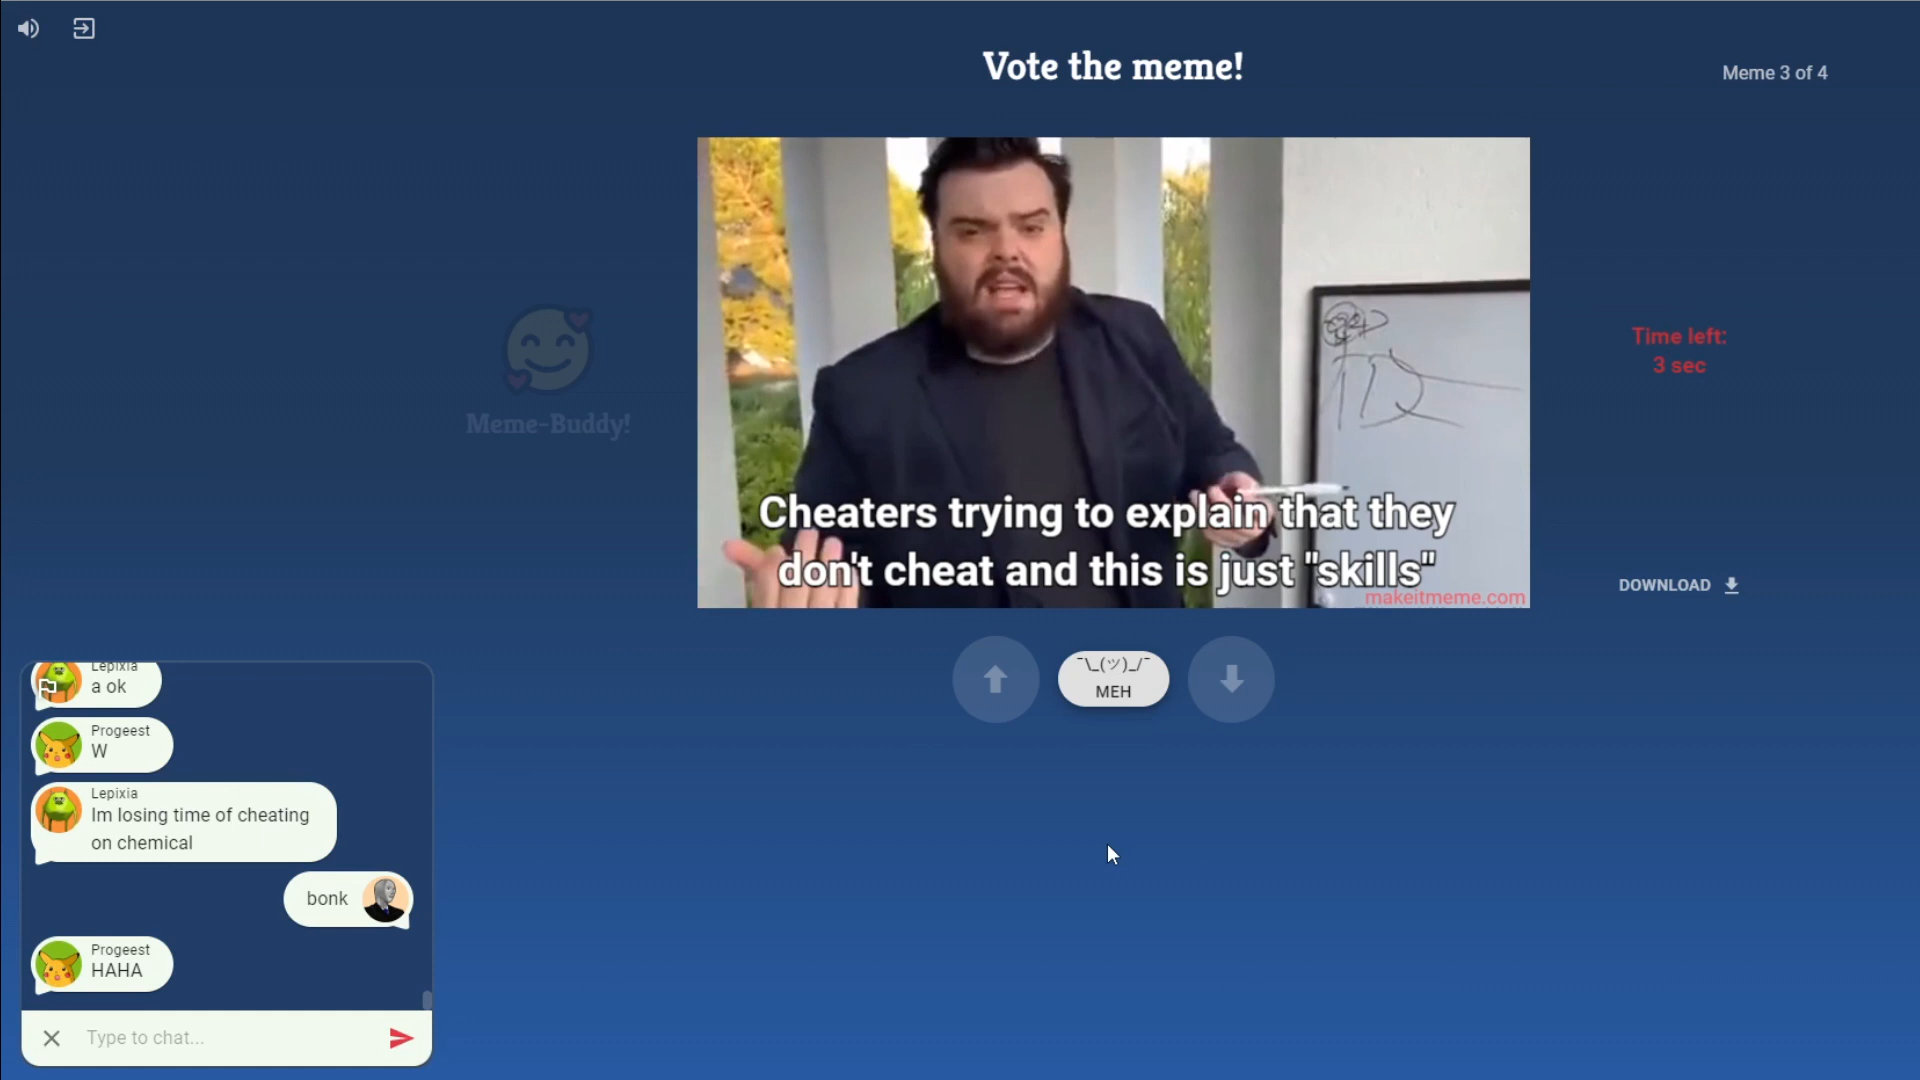 Vote the meme!
Meme 3 of 4
Time left:
3 sec
Meme-Buddy!
Cheaters trying to explain that they
don't cheat and this is just "skills"
makeitmeme.com
DOWNLOAD
¯\_(ツ)_/¯
MEH
Lepixia
a ok
Progeest
W
Lepixia
Im losing time of cheating
on chemical
bonk
Progeest
HAHA
Type to chat...